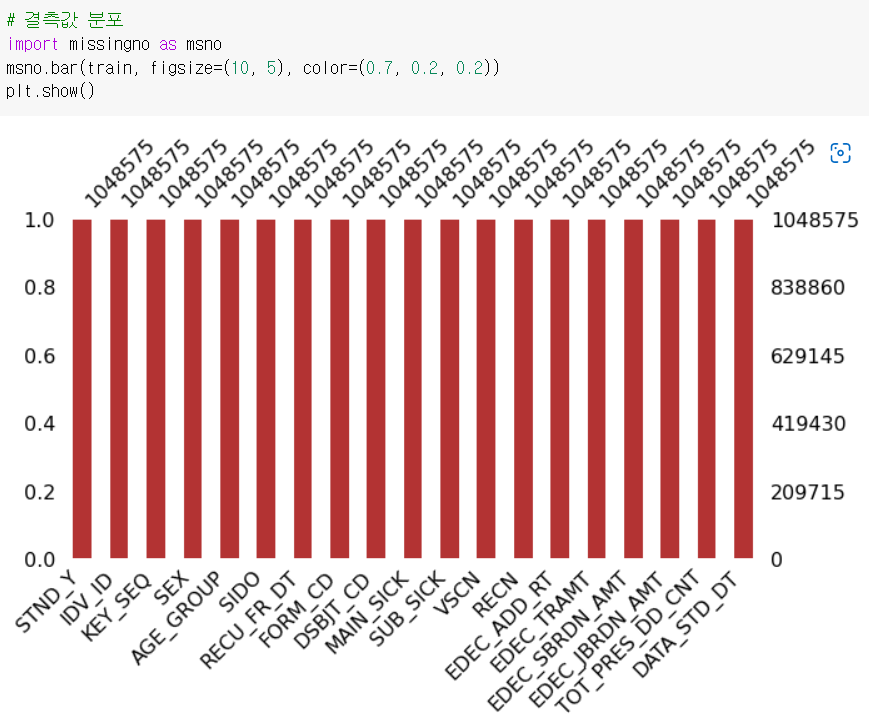 # 결측값 분포
import missingno as msno
msno.bar(train, figsize=(10, 5), color=(0.7, 0.2, 0.2))
plt.show()
1048575 1048575 1048575 1048575 1048575 1048575 1048575 1048575 1048575 1048575 1048575 1048575 1048575 1048575 1048575 1048575 1048575 1048575 1048575
1.0 1048575
0.8 838860
0.6 629145
0.4 419430
0.2 209715
0.0 0
STND_Y IDV_ID KEY_SEQ SEX AGE_GROUP SIDO RECU_FR_DT FORM_CD DSBJT_CD MAIN_SICK SUB_SICK VSCN RECN EDEC_ADD_RT EDEC_TRAMT EDEC_SBRDN_AMT EDEC_JBRDN_AMT TOT_PRES_DD_CNT DATA_STD_DT